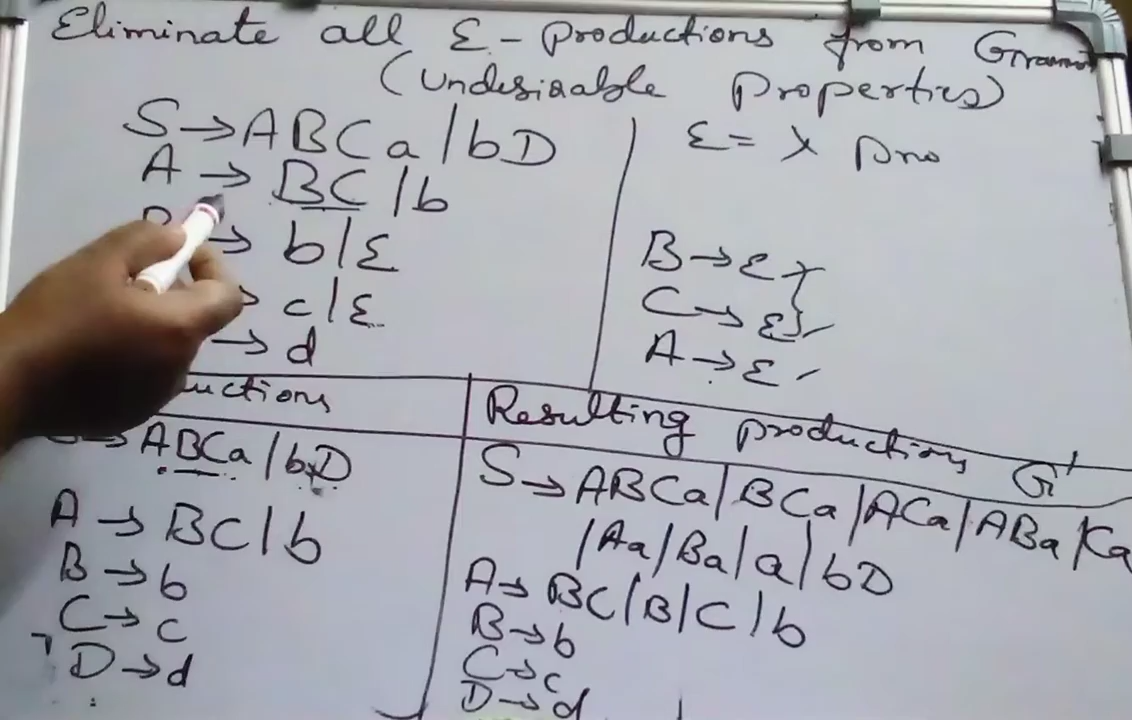 Eliminate all ε - productions from
(undesirable properties)
S → ABCa / bD
A → BC / b
→ b / ε
c / ε
→ d
ε = λ pro
B → ε
C → ε
A → ε
uctions
→ ABCa / bD
A → BC / b
B → b
C → c
D → d
Resulting productions G'
S → ABCa / BCa / ACa / ABa / Ca
/ Aa / Ba / a / bD
A → BC / B / C / b
B → b
C → c
D → d